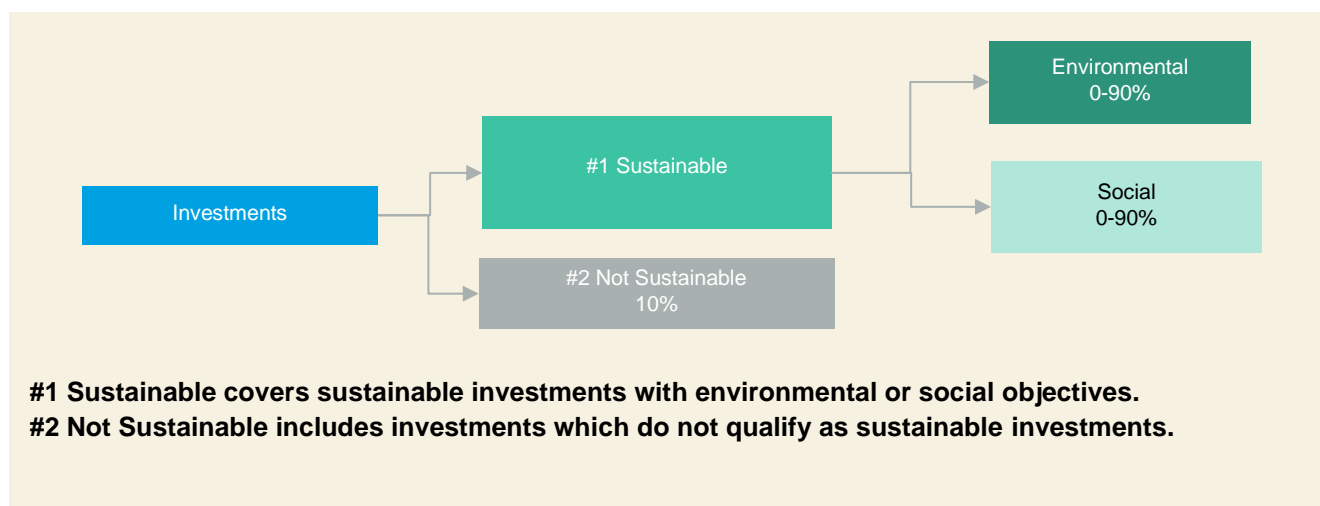 Investments
#1 Sustainable
#2 Not Sustainable
10%
Environmental
0-90%
Social
0-90%
#1 Sustainable covers sustainable investments with environmental or social objectives.
#2 Not Sustainable includes investments which do not qualify as sustainable investments.